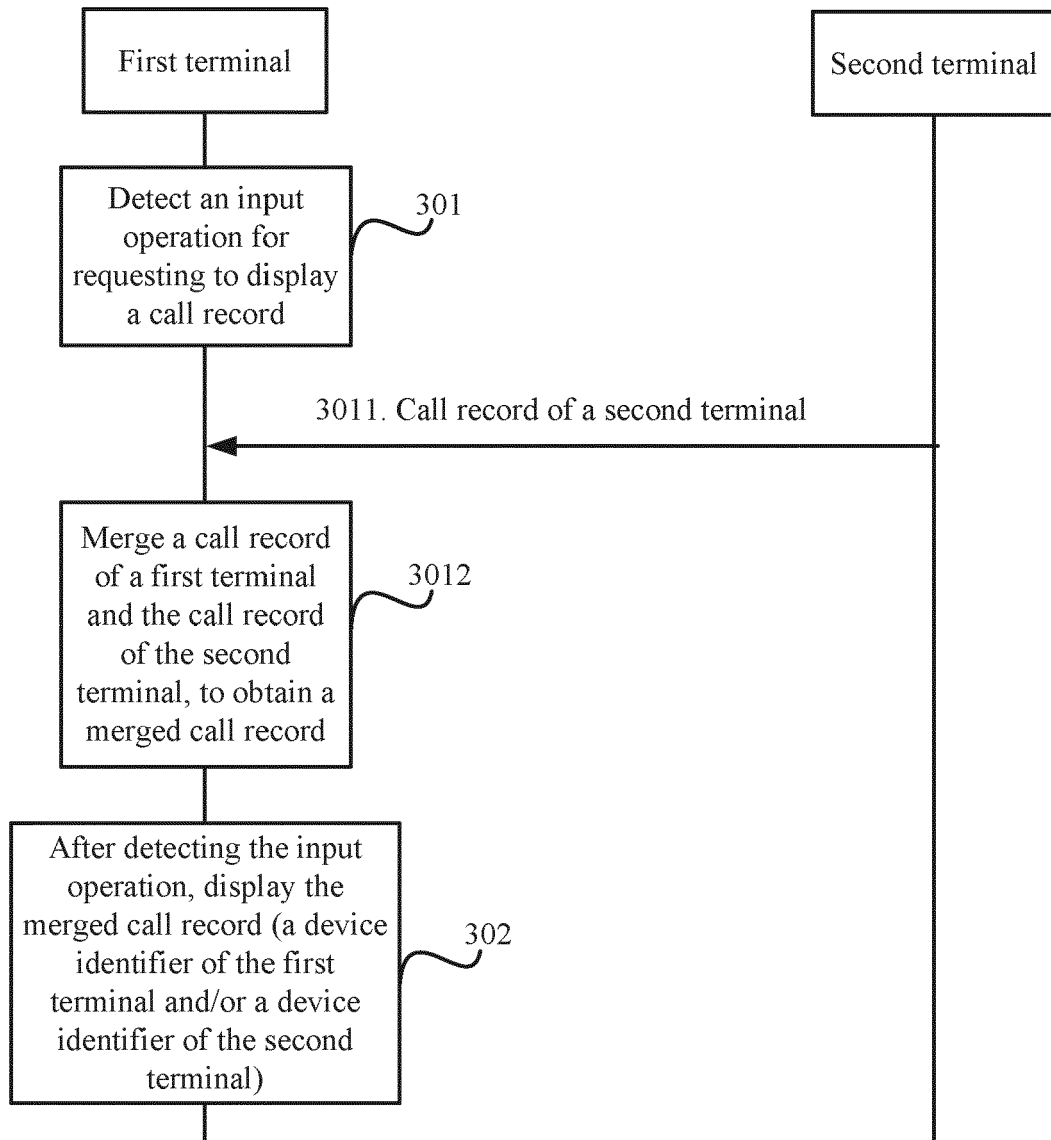 First terminal
Second terminal
Detect an input
operation for
requesting to display
a call record
301
3011. Call record of a second terminal
Merge a call record
of a first terminal
and the call record
of the second
terminal, to obtain a
merged call record
3012
After detecting the input
operation, display the
merged call record (a device
identifier of the first
terminal and/or a device
identifier of the second
terminal)
302